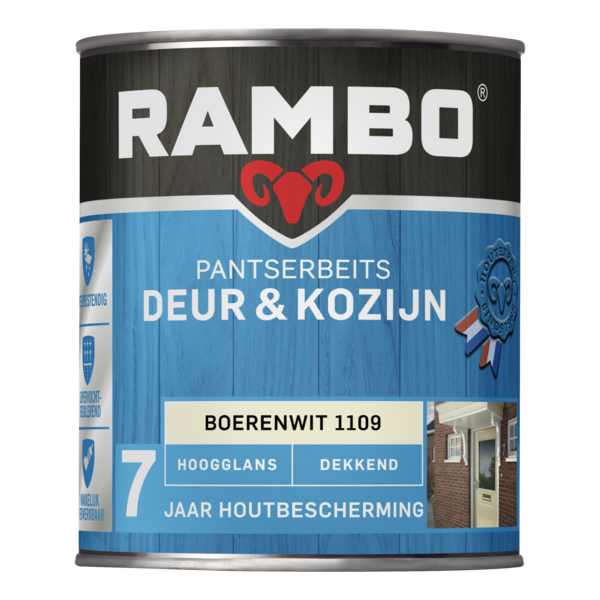 RAMBO®
PANTSERBEITS
DEUR & KOZIJN
BOERENWIT 1109
HOOGGLANS
DEKKEND
7
JAAR HOUTBESCHERMING